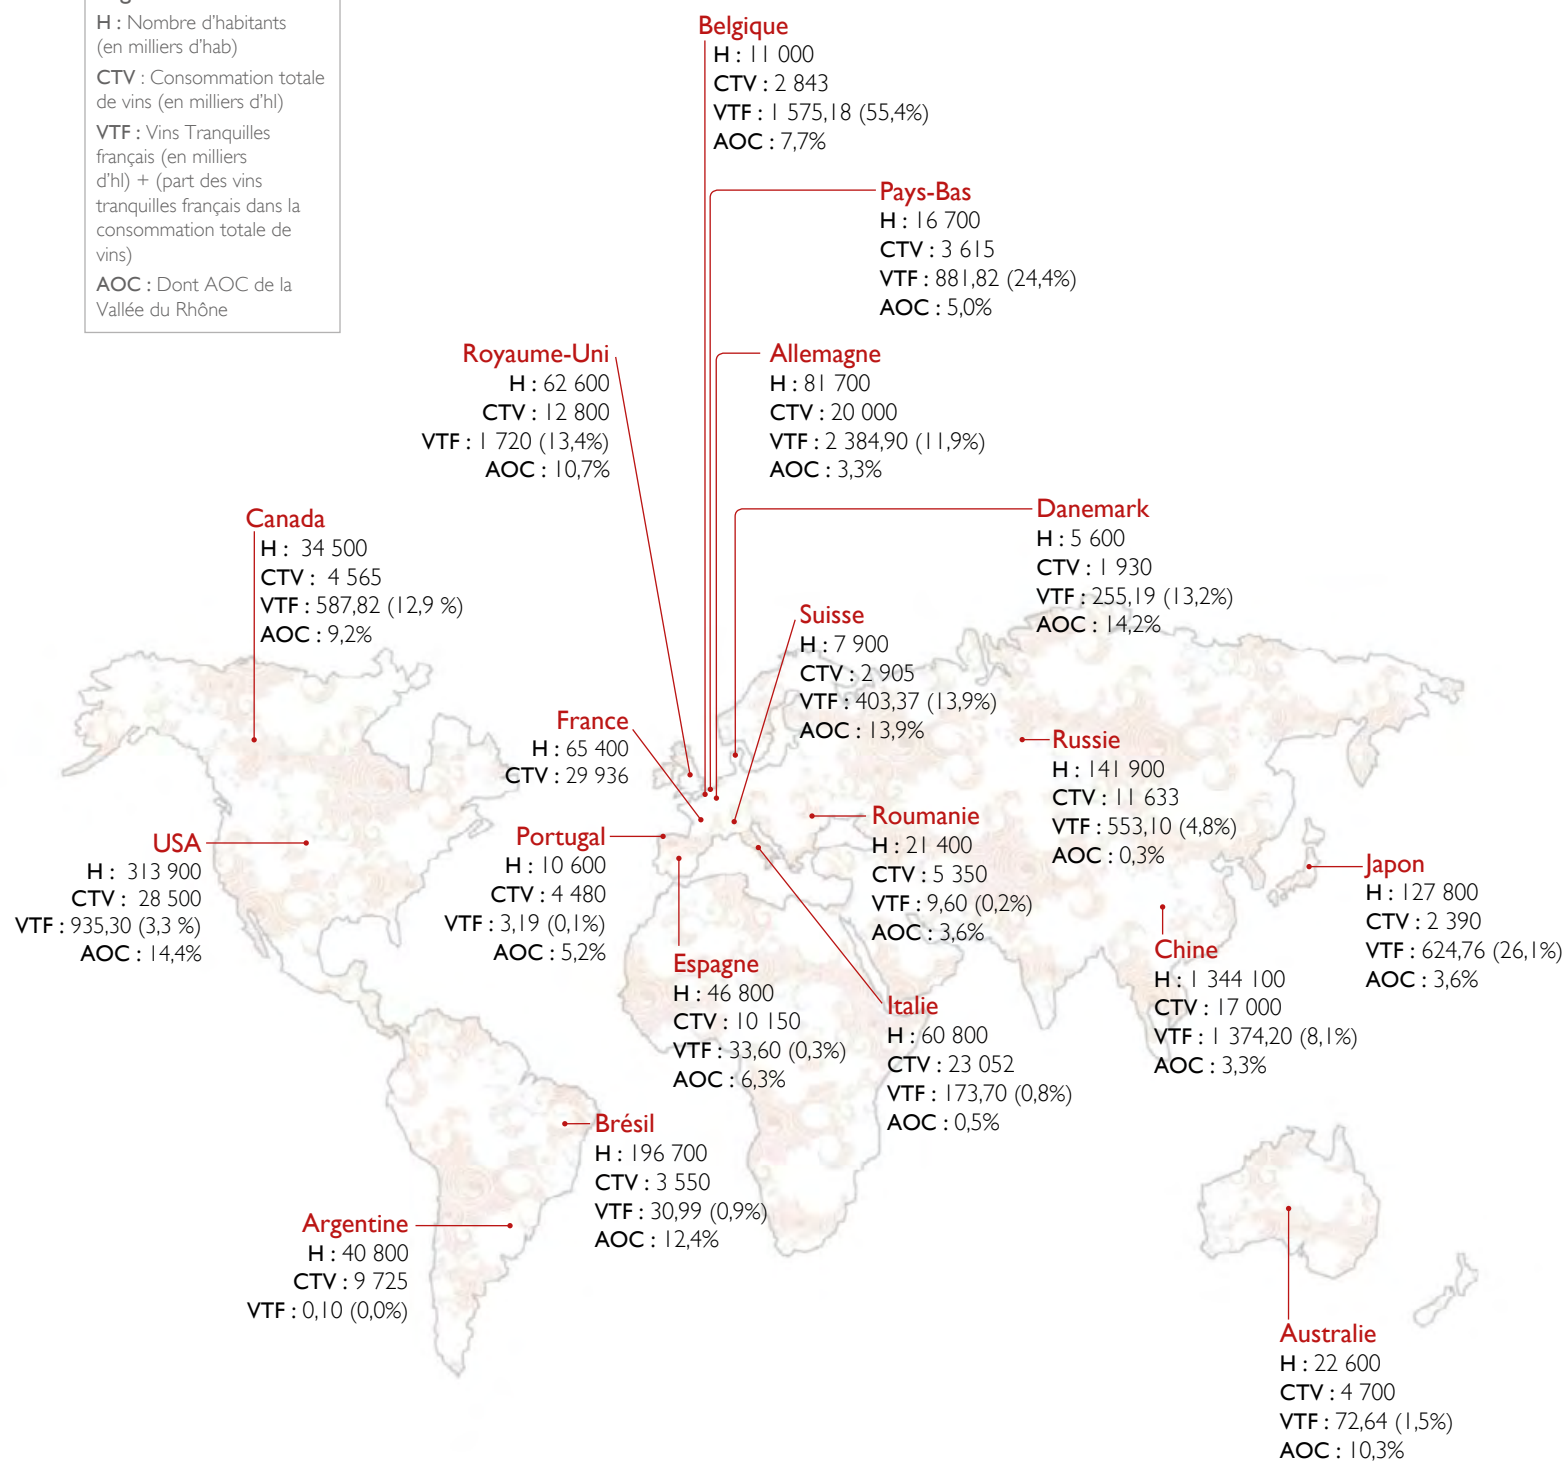 H : Nombre d'habitants
(en milliers d'hab)
CTV : Consommation totale
de vins (en milliers d'hl)
VTF : Vins Tranquilles
français (en milliers
d'hl) + (part des vins
tranquilles français dans la
consommation totale de
vins)
AOC : Dont AOC de la
Vallée du Rhône
Belgique
H : 11 000
CTV : 2 843
VTF : 1 575,18 (55,4%)
AOC : 7,7%
Pays-Bas
H : 16 700
CTV : 3 615
VTF : 881,82 (24,4%)
AOC : 5,0%
Royaume-Uni
H : 62 600
CTV : 12 800
VTF : 1 720 (13,4%)
AOC : 10,7%
Allemagne
H : 81 700
CTV : 20 000
VTF : 2 384,90 (11,9%)
AOC : 3,3%
Canada
H : 34 500
CTV : 4 565
VTF : 587,82 (12,9 %)
AOC : 9,2%
Danemark
H : 5 600
CTV : 1 930
VTF : 255,19 (13,2%)
AOC : 14,2%
Suisse
H : 7 900
CTV : 2 905
VTF : 403,37 (13,9%)
AOC : 13,9%
France
H : 65 400
CTV : 29 936
Russie
H : 141 900
CTV : 11 633
VTF : 553,10 (4,8%)
AOC : 0,3%
USA
H : 313 900
CTV : 28 500
VTF : 935,30 (3,3 %)
AOC : 14,4%
Portugal
H : 10 600
CTV : 4 480
VTF : 3,19 (0,1%)
AOC : 5,2%
Roumanie
H : 21 400
CTV : 5 350
VTF : 9,60 (0,2%)
AOC : 3,6%
Japon
H : 127 800
CTV : 2 390
VTF : 624,76 (26,1%)
AOC : 3,6%
Espagne
H : 46 800
CTV : 10 150
VTF : 33,60 (0,3%)
AOC : 6,3%
Italie
H : 60 800
CTV : 23 052
VTF : 173,70 (0,8%)
AOC : 0,5%
Chine
H : 1 344 100
CTV : 17 000
VTF : 1 374,20 (8,1%)
AOC : 3,3%
Brésil
H : 196 700
CTV : 3 550
VTF : 30,99 (0,9%)
AOC : 12,4%
Argentine
H : 40 800
CTV : 9 725
VTF : 0,10 (0,0%)
Australie
H : 22 600
CTV : 4 700
VTF : 72,64 (1,5%)
AOC : 10,3%